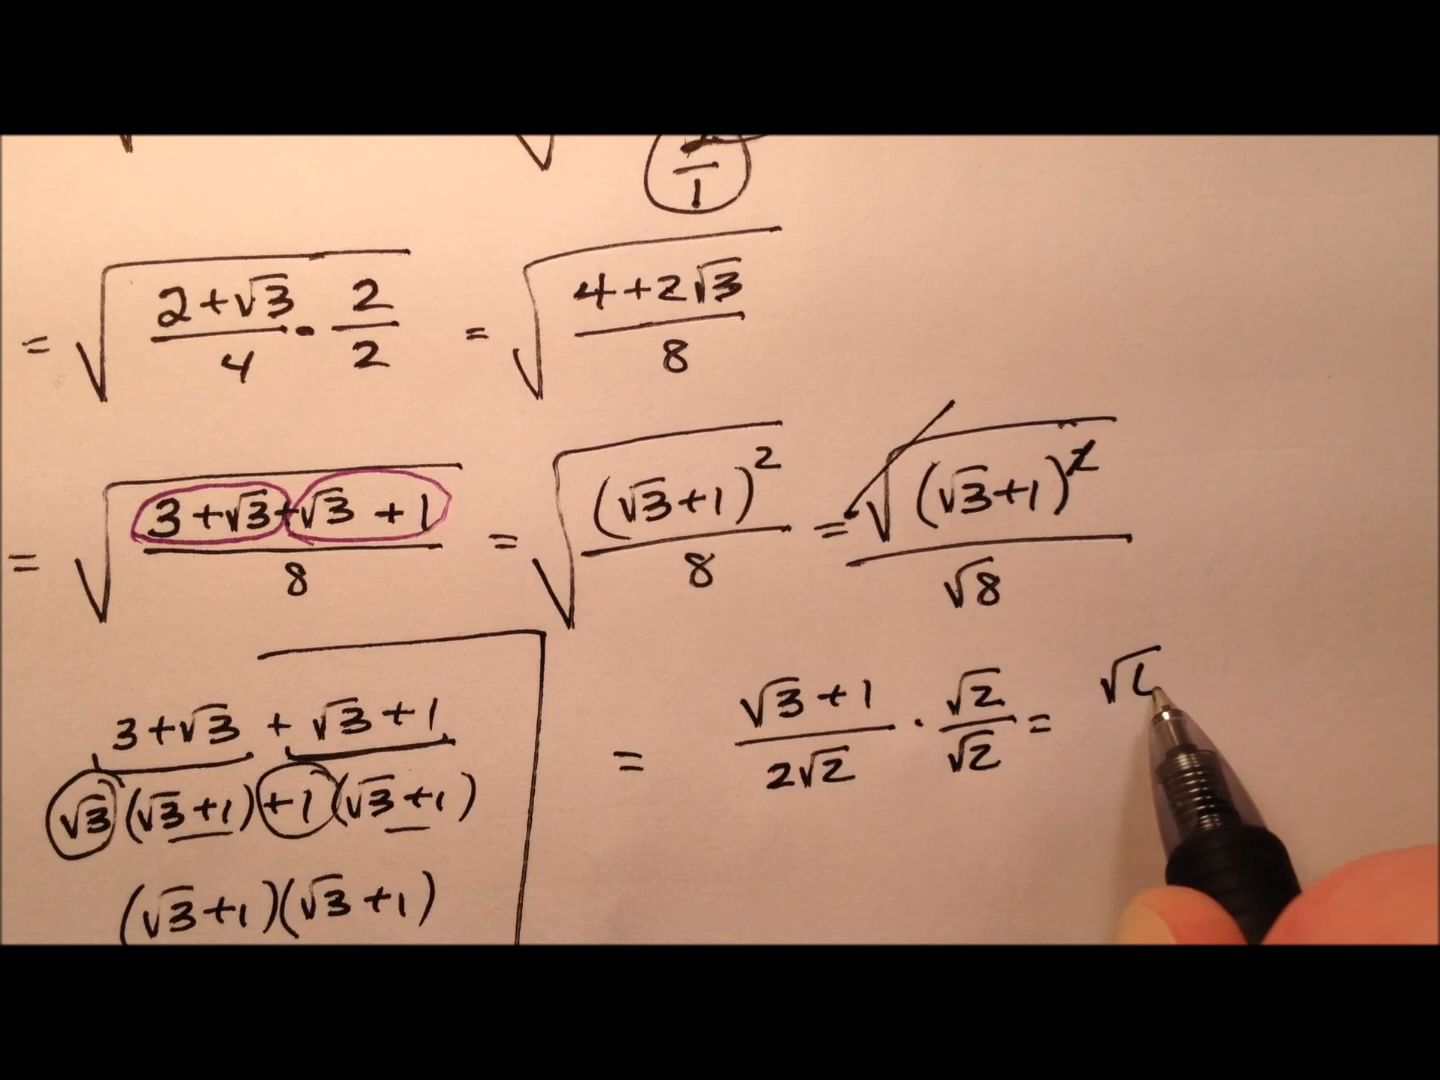 1
= √((2+√3)/4 · 2/2) = √((4+2√3)/8)
= √((3+√3+√3+1)/8) = √((√3+1)²/8) = √(√3+1)²/√8
3+√3 + √3+1
= (√3+1)/(2√2) · √2/√2 = √
√3(√3+1)+1(√3+1)
(√3+1)(√3+1)